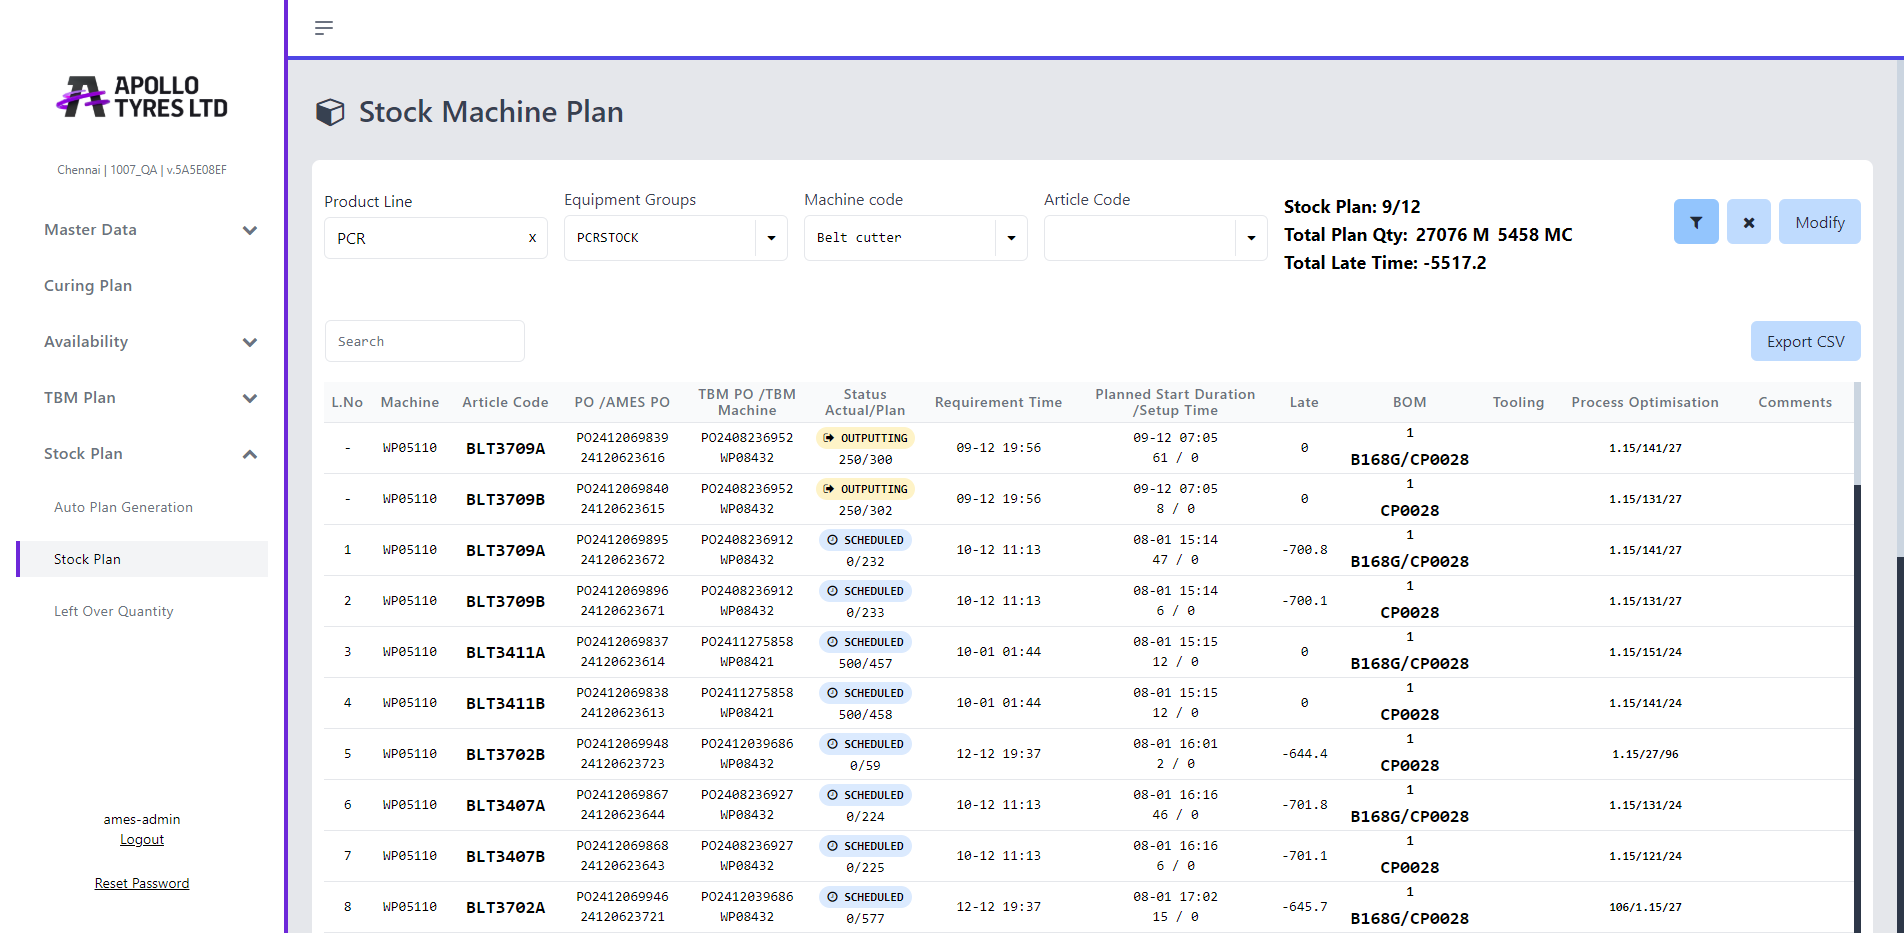 APOLLO
TYRES LTD
Chennai | 1007_QA | v.5A5E08EF
Master Data
Curing Plan
Availability
TBM Plan
Stock Plan
Auto Plan Generation
Stock Plan
Left Over Quantity
ames-admin
Logout
Reset Password
Stock Machine Plan
Product Line
PCR x
Equipment Groups
PCRSTOCK
Machine code
Belt cutter
Article Code
Stock Plan: 9/12
Total Plan Qty: 27076 M 5458 MC
Total Late Time: -5517.2
Modify
Search
Export CSV
L.No Machine Article Code PO /AMES PO TBM PO /TBM Machine Status Actual/Plan Requirement Time Planned Start Duration /Setup Time Late BOM Tooling Process Optimisation Comments
- WP05110 BLT3709A PO2412069839 24120623616 PO2408236952 WP08432 OUTPUTTING 250/300 09-12 19:56 09-12 07:05 61 / 0 0 1 B168G/CP0028 1.15/141/27
- WP05110 BLT3709B PO2412069840 24120623615 PO2408236952 WP08432 OUTPUTTING 250/302 09-12 19:56 09-12 07:05 8 / 0 0 1 CP0028 1.15/131/27
1 WP05110 BLT3709A PO2412069895 24120623672 PO2408236912 WP08432 SCHEDULED 0/232 10-12 11:13 08-01 15:14 47 / 0 -700.8 1 B168G/CP0028 1.15/141/27
2 WP05110 BLT3709B PO2412069896 24120623671 PO2408236912 WP08432 SCHEDULED 0/233 10-12 11:13 08-01 15:14 6 / 0 -700.1 1 CP0028 1.15/131/27
3 WP05110 BLT3411A PO2412069837 24120623614 PO2411275858 WP08421 SCHEDULED 500/457 10-01 01:44 08-01 15:15 12 / 0 0 1 B168G/CP0028 1.15/151/24
4 WP05110 BLT3411B PO2412069838 24120623613 PO2411275858 WP08421 SCHEDULED 500/458 10-01 01:44 08-01 15:15 12 / 0 0 1 CP0028 1.15/141/24
5 WP05110 BLT3702B PO2412069948 24120623723 PO2412039686 WP08432 SCHEDULED 0/59 12-12 19:37 08-01 16:01 2 / 0 -644.4 1 CP0028 1.15/27/96
6 WP05110 BLT3407A PO2412069867 24120623644 PO2408236927 WP08432 SCHEDULED 0/224 10-12 11:13 08-01 16:16 46 / 0 -701.8 1 B168G/CP0028 1.15/131/24
7 WP05110 BLT3407B PO2412069868 24120623643 PO2408236927 WP08432 SCHEDULED 0/225 10-12 11:13 08-01 16:16 6 / 0 -701.1 1 CP0028 1.15/121/24
8 WP05110 BLT3702A PO2412069946 24120623721 PO2412039686 WP08432 SCHEDULED 0/577 12-12 19:37 08-01 17:02 15 / 0 -645.7 1 B168G/CP0028 106/1.15/27